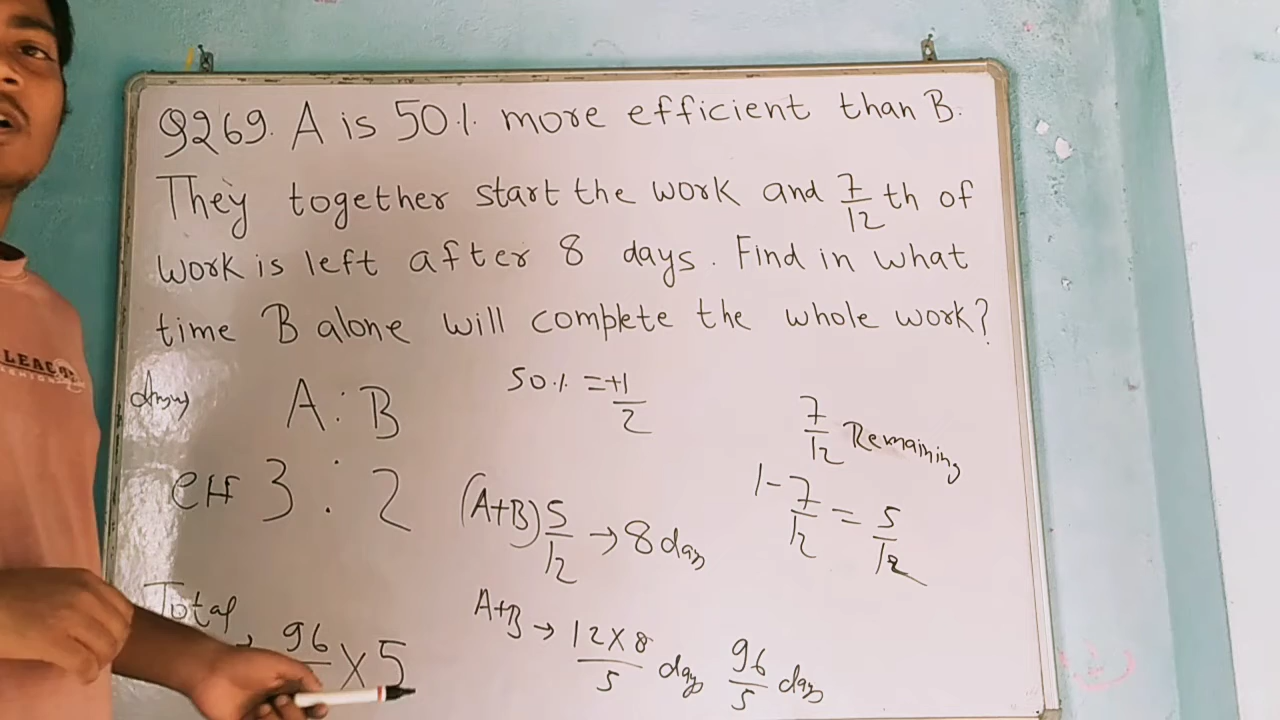 Q269. A is 50%. more efficient than B.
They together start the work and 7/12 th of
work is left after 8 days. Find in what
time B alone will complete the whole work?
Ans
A : B
50% = +1/2
7/12 Remaining
eff 3 : 2
(A+B) 5/12 → 8 days
1 - 7/12 = 5/12
Total
96
× 5
A+B → 12 × 8/5 days 96/5 days